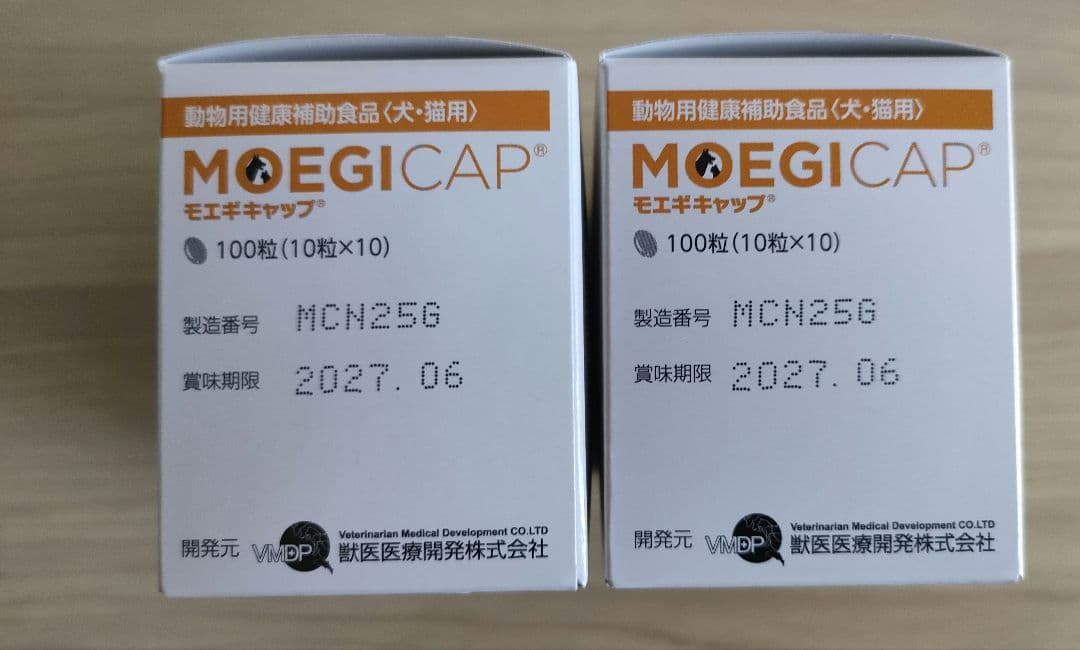 動物用健康補助食品〈犬・猫用〉
MOEGICAP®
モエギキャップ®
100粒(10粒×10)
製造番号 MCN25G
賞味期限 2027.06
開発元 VMDP Veterinarian Medical Development CO.LTD
獣医医療開発株式会社
動物用健康補助食品〈犬・猫用〉
MOEGICAP®
モエギキャップ®
100粒(10粒×10)
製造番号 MCN25G
賞味期限 2027.06
開発元 VMDP Veterinarian Medical Development CO.LTD
獣医医療開発株式会社